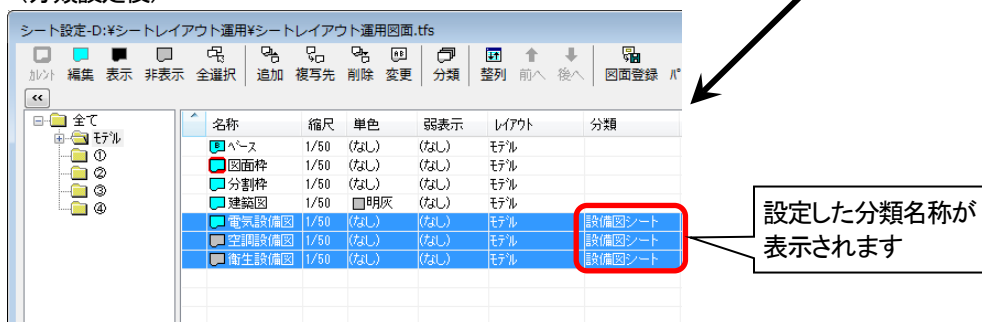 シート設定-D:¥シートレイアウト運用¥シートレイアウト運用図面.tfs
ｶﾚﾝﾄ 編集 表示 非表示 全選択 追加 複写先 削除 変更 分類 整列 前へ 後へ 図面登録
<<
全て
ﾓﾃﾞﾙ
①
②
③
④
名称 縮尺 単色 弱表示 ﾚｲｱｳﾄ 分類
ﾍﾞｰｽ 1/50 (なし) (なし) ﾓﾃﾞﾙ
図面枠 1/50 (なし) (なし) ﾓﾃﾞﾙ
分割枠 1/50 (なし) (なし) ﾓﾃﾞﾙ
建築図 1/50 明灰 (なし) ﾓﾃﾞﾙ
電気設備図 1/50 (なし) (なし) ﾓﾃﾞﾙ 設備図シート
空調設備図 1/50 (なし) (なし) ﾓﾃﾞﾙ 設備図シート
衛生設備図 1/50 (なし) (なし) ﾓﾃﾞﾙ 設備図シート
設定した分類名称が
表示されます